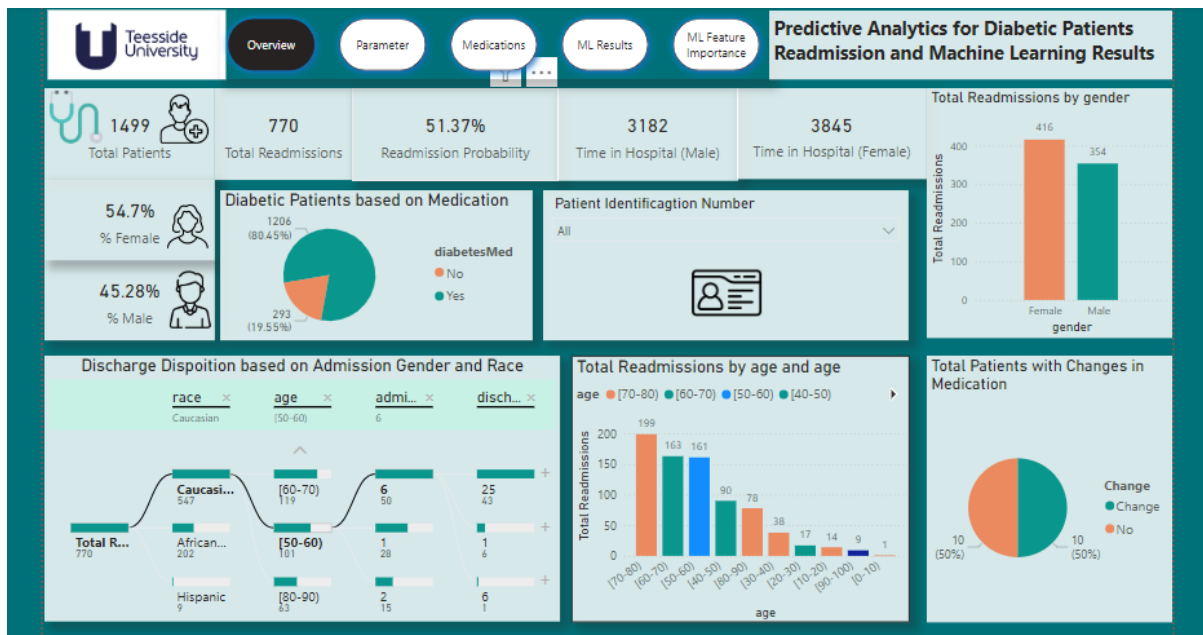 Teesside
University
Overview
Parameter
Medications
ML Results
ML Feature
Importance
Predictive Analytics for Diabetic Patients
Readmission and Machine Learning Results
1499
Total Patients
770
Total Readmissions
51.37%
Readmission Probability
3182
Time in Hospital (Male)
3845
Time in Hospital (Female)
Total Readmissions by gender
Total Readmissions
400
300
200
100
0
416
354
Female
Male
gender
54.7%
% Female
45.28%
% Male
Diabetic Patients based on Medication
1206
(80.45%)
293
(19.55%)
diabetesMed
No
Yes
Patient Identificagtion Number
All
Discharge Dispoition based on Admission Gender and Race
race ×
Caucasian
age ×
[50-60)
admi... ×
6
disch... ×
Total R...
770
Caucasi...
547
African...
202
Hispanic
9
[60-70)
119
[50-60)
101
[80-90)
63
6
50
1
28
2
15
25
43
1
6
6
1
Total Readmissions by age and age
age [70-80) [60-70) [50-60) [40-50)
Total Readmissions
200
150
100
50
0
199
163
161
90
78
38
17
14
9
1
[70-80)
[60-70)
[50-60)
[40-50)
[80-90)
[30-40)
[20-30)
[10-20)
[90-100)
[0-10)
age
Total Patients with Changes in
Medication
10
(50%)
10
(50%)
Change
Change
No